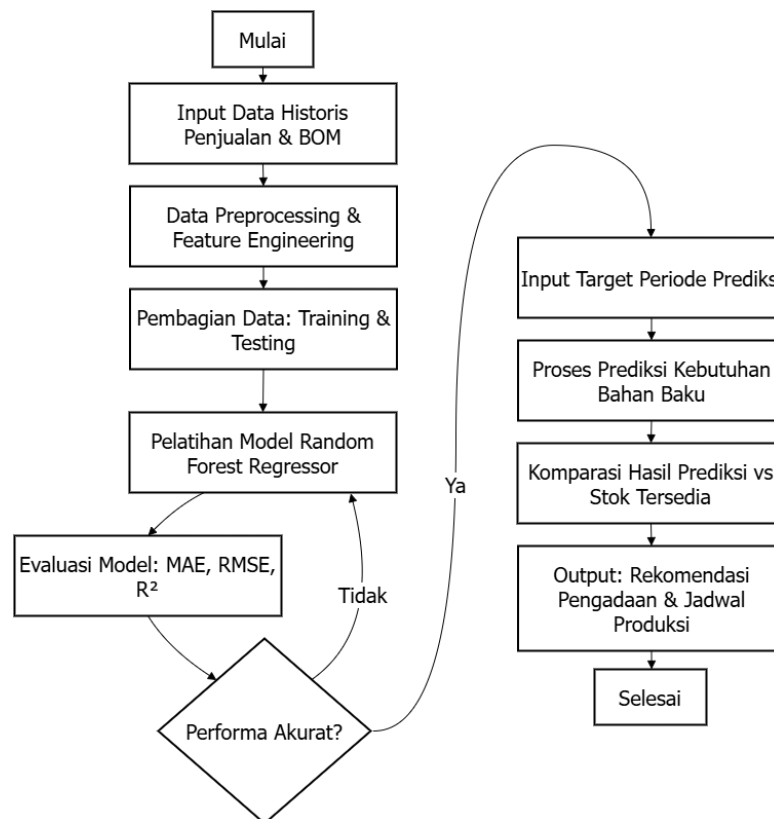 Mulai
Input Data Historis
Penjualan & BOM
Data Preprocessing &
Feature Engineering
Pembagian Data: Training &
Testing
Pelatihan Model Random
Forest Regressor
Evaluasi Model: MAE, RMSE,
R²
Tidak
Performa Akurat?
Ya
Input Target Periode Prediks
Proses Prediksi Kebutuhan
Bahan Baku
Komparasi Hasil Prediksi vs
Stok Tersedia
Output: Rekomendasi
Pengadaan & Jadwal
Produksi
Selesai